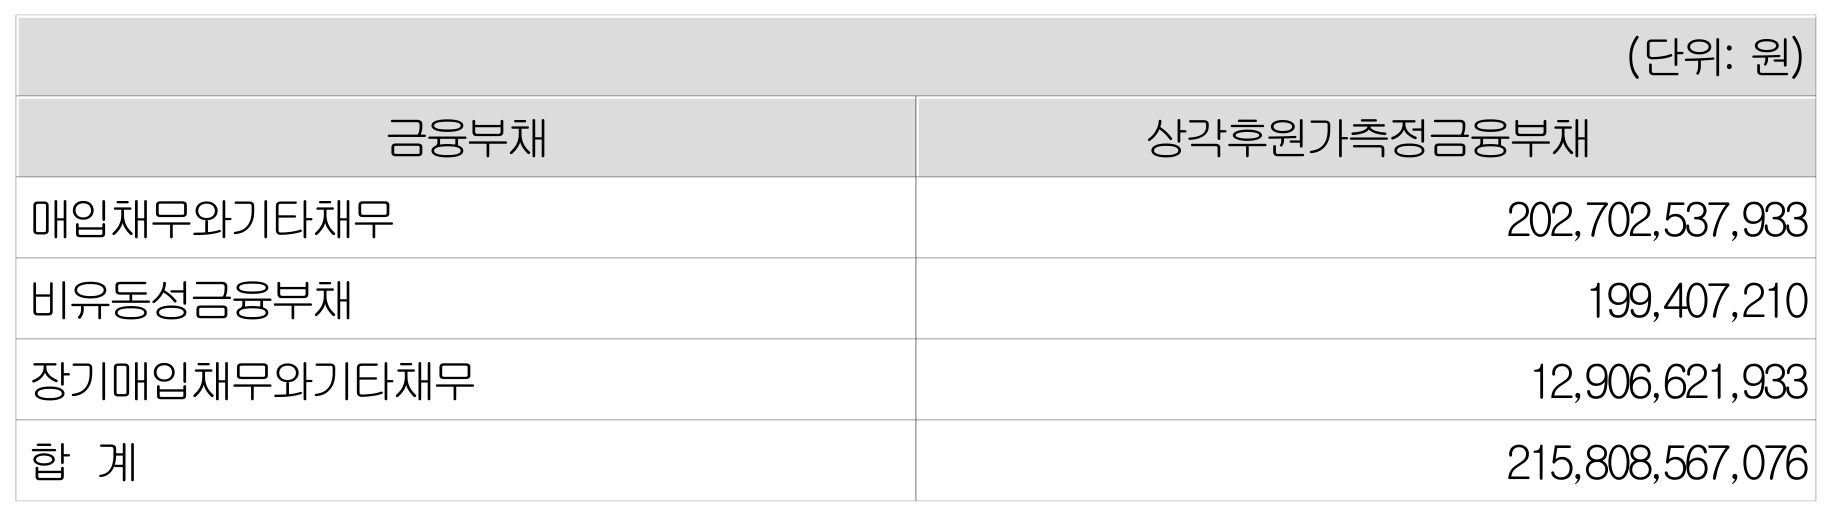 (단위: 원)
금융부채 상각후원가측정금융부채
매입채무와기타채무 202,702,537,933
비유동성금융부채 199,407,210
장기매입채무와기타채무 12,906,621,933
합 계 215,808,567,076